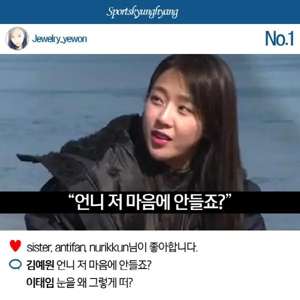 Sportskyunghyang
Jewelry_yewon
No.1
“언니 저 마음에 안들죠?”
sister, antifan, nurikkun님이 좋아합니다.
김예원 언니 저 마음에 안들죠?
이태임 눈을 왜 그렇게 떠?